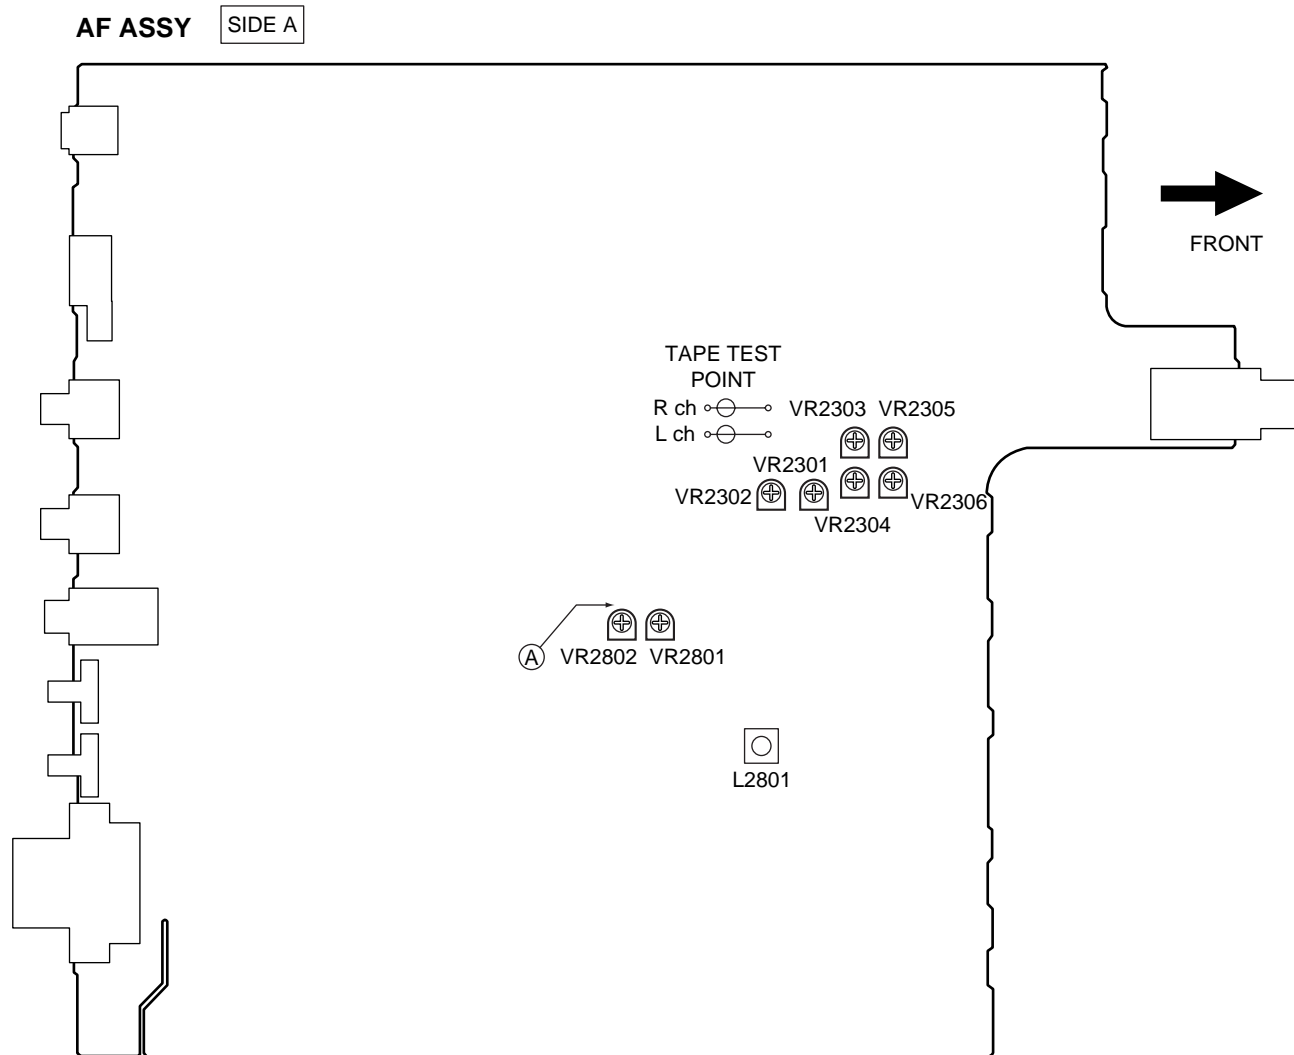 AF ASSY SIDE A
FRONT
TAPE TEST
POINT
R ch
L ch
VR2303 VR2305
VR2301
VR2302
VR2306
VR2304
A
VR2802 VR2801
L2801